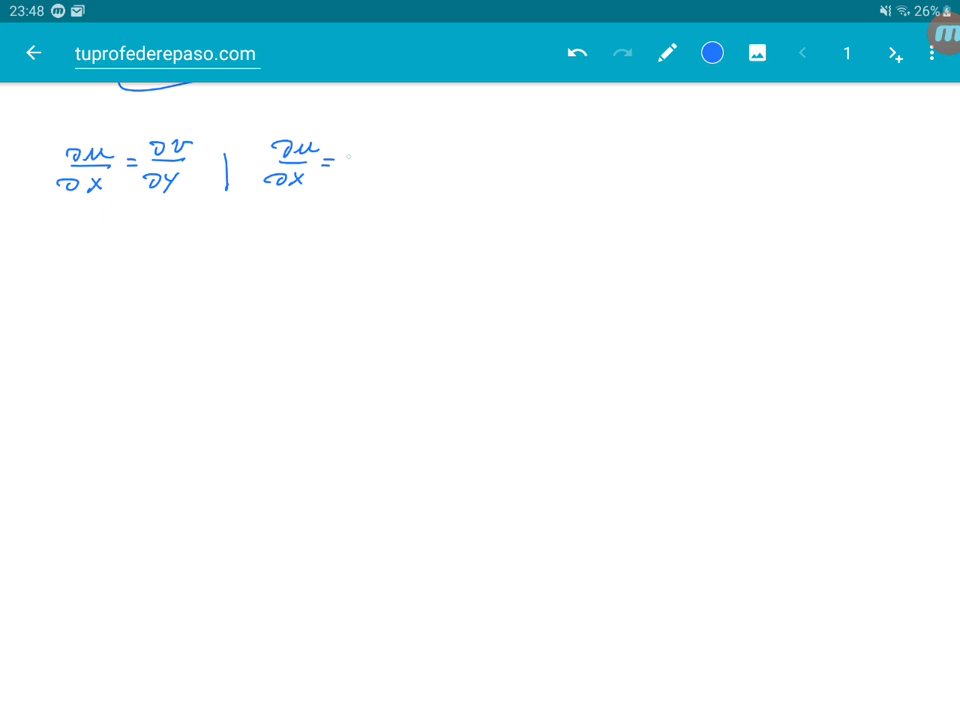 23:48 26%
tuprofederepaso.com 1
∂u/∂x = ∂v/∂y | ∂u/∂x =